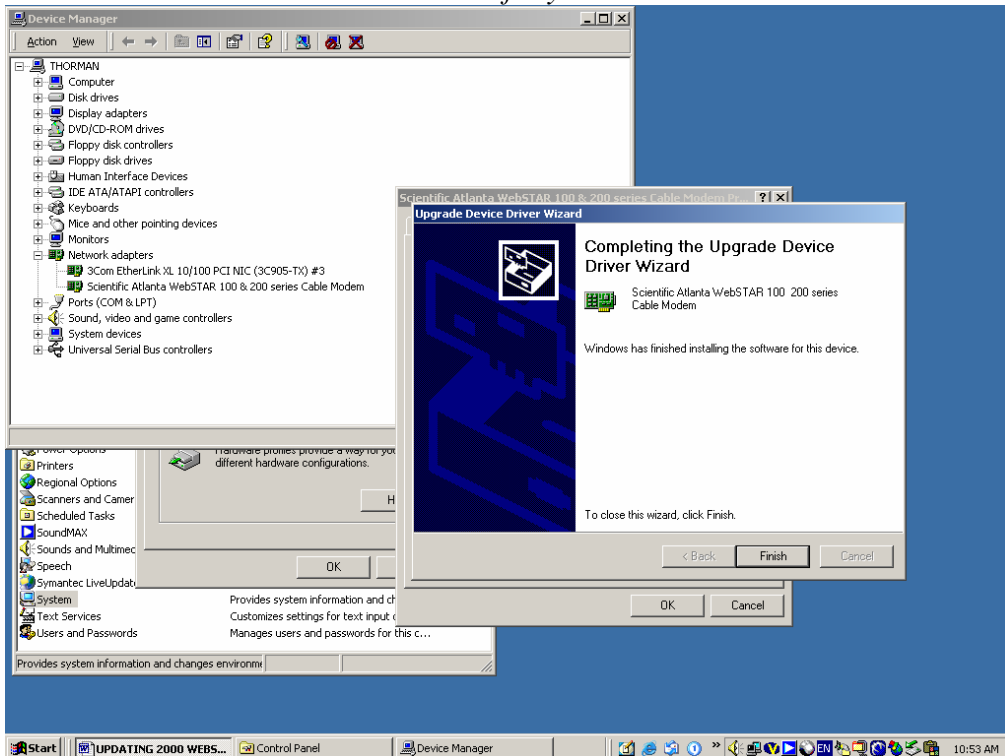 Device Manager
Action View
THORMAN
Computer
Disk drives
Display adapters
DVD/CD-ROM drives
Floppy disk controllers
Floppy disk drives
Human Interface Devices
IDE ATA/ATAPI controllers
Keyboards
Mice and other pointing devices
Monitors
Network adapters
3Com EtherLink XL 10/100 PCI NIC (3C905-TX) #3
Scientific Atlanta WebSTAR 100 & 200 series Cable Modem
Ports (COM & LPT)
Sound, video and game controllers
System devices
Universal Serial Bus controllers
Scientific Atlanta WebSTAR 100 & 200 series Cable Modem Pr...
Upgrade Device Driver Wizard
Completing the Upgrade Device
Driver Wizard
Scientific Atlanta WebSTAR 100 200 series
Cable Modem
Windows has finished installing the software for this device.
To close this wizard, click Finish.
< Back Finish Cancel
OK Cancel
Power Options
Printers
Regional Options
Scanners and Camer
Scheduled Tasks
SoundMAX
Sounds and Multimed
Speech
Symantec LiveUpdat
System Provides system information and ch
Text Services Customizes settings for text input
Users and Passwords Manages users and passwords for this c...
Hardware profiles provide a way for you
different hardware configurations.
H
OK
Provides system information and changes environme
Start UPDATING 2000 WEBS... Control Panel Device Manager EN 10:53 AM